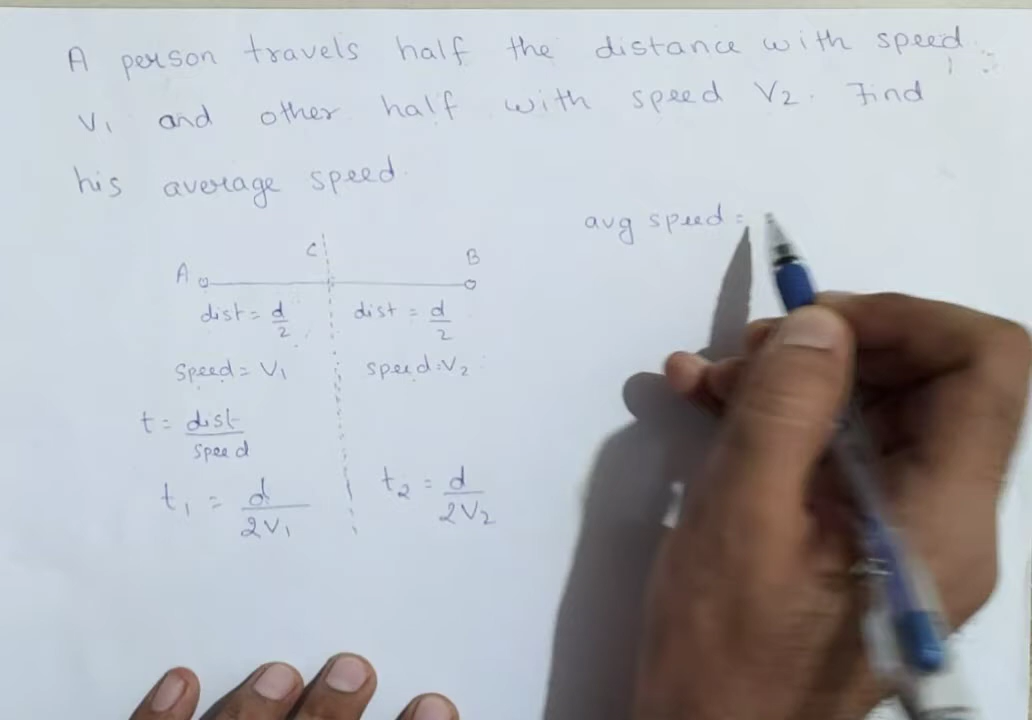 A person travels half the distance with speed
V1 and other half with speed V2. Find
his average speed.
avg speed =
A C B
dist = d/2 dist = d/2
speed = V1 speed = V2
t = dist/speed
t1 = d/2V1 t2 = d/2V2